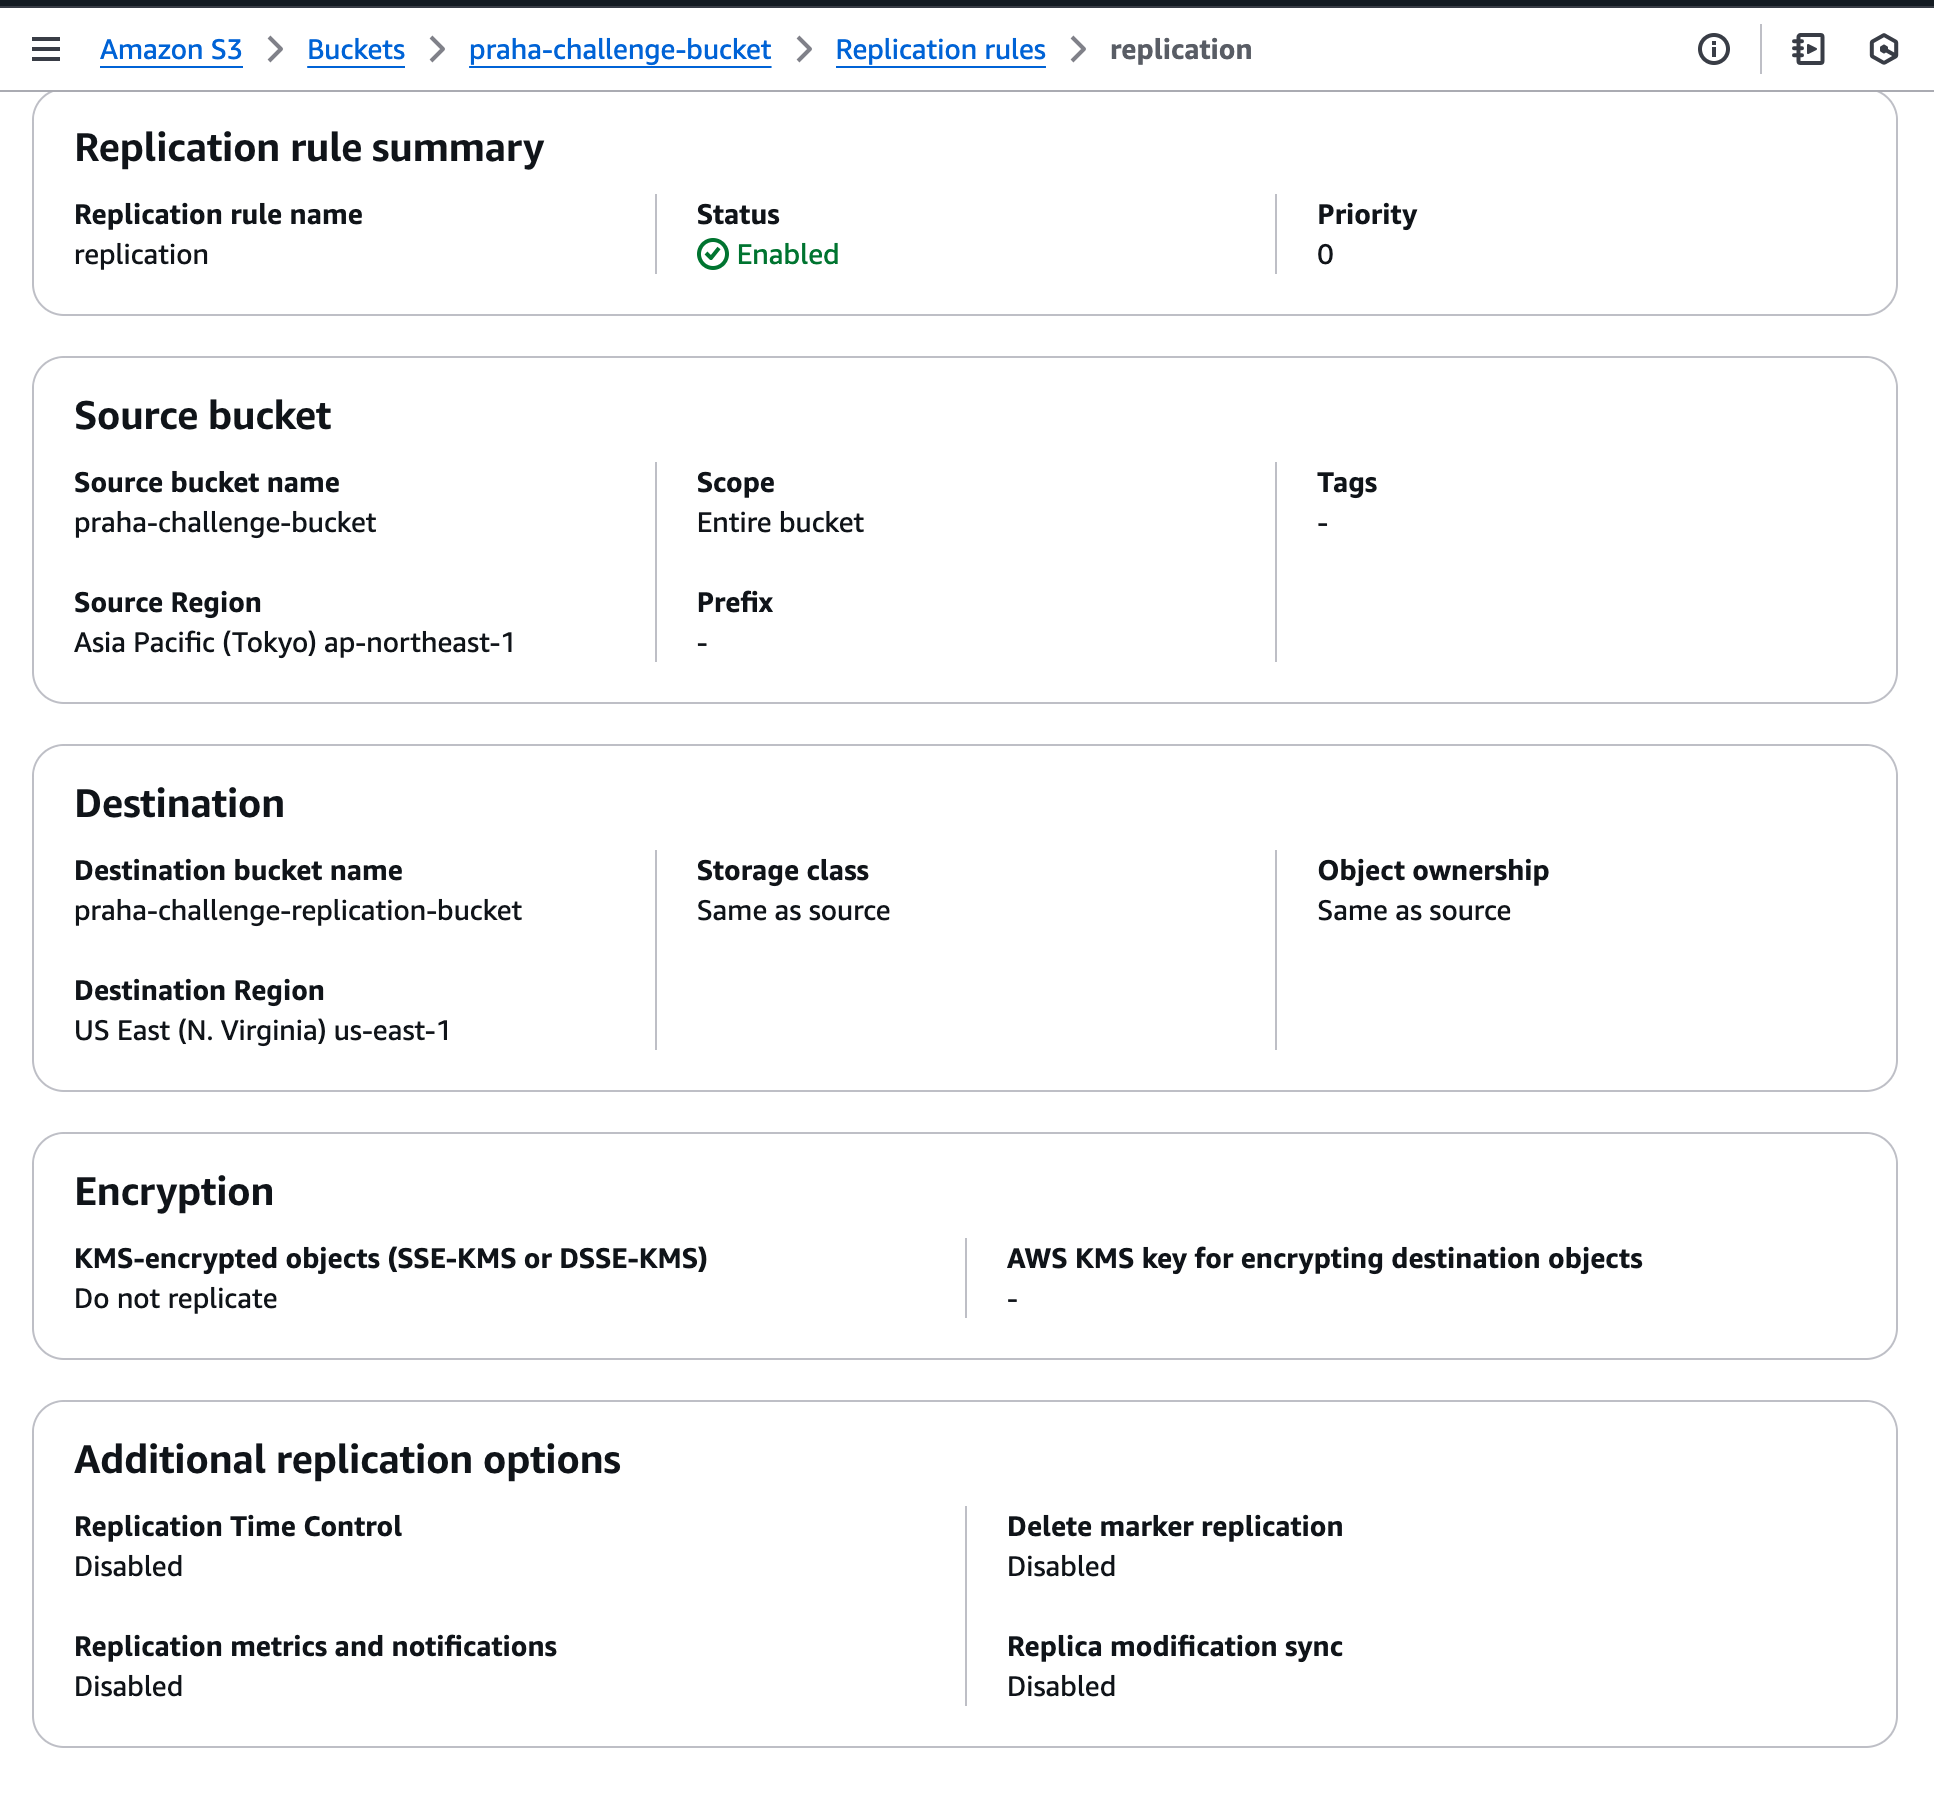 Amazon S3 > Buckets > praha-challenge-bucket > Replication rules > replication
Replication rule summary
Replication rule name
replication
Status
Enabled
Priority
0
Source bucket
Source bucket name
praha-challenge-bucket
Source Region
Asia Pacific (Tokyo) ap-northeast-1
Scope
Entire bucket
Prefix
-
Tags
-
Destination
Destination bucket name
praha-challenge-replication-bucket
Destination Region
US East (N. Virginia) us-east-1
Storage class
Same as source
Object ownership
Same as source
Encryption
KMS-encrypted objects (SSE-KMS or DSSE-KMS)
Do not replicate
AWS KMS key for encrypting destination objects
-
Additional replication options
Replication Time Control
Disabled
Replication metrics and notifications
Disabled
Delete marker replication
Disabled
Replica modification sync
Disabled